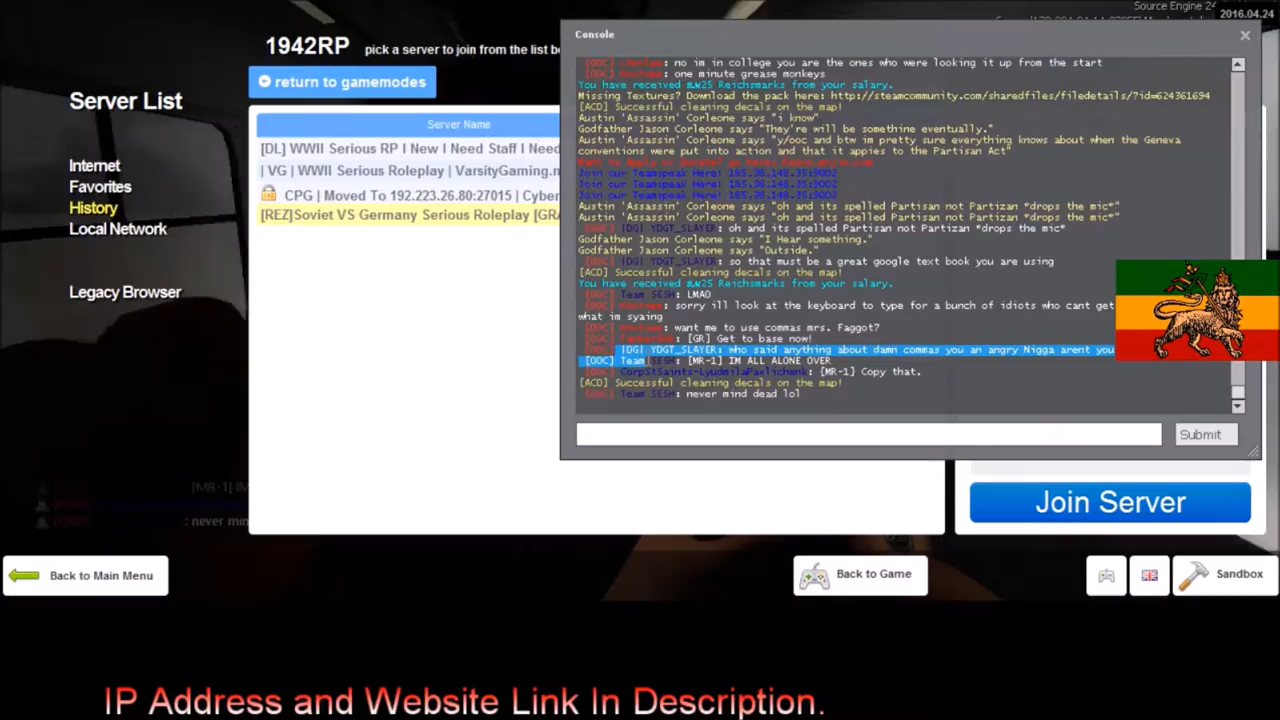 Source Engine 24
2016.04.24
1942RP pick a server to join from the list be
return to gamemodes
Server List
Internet
Favorites
History
Local Network
Legacy Browser
Server Name
[DL] WWII Serious RP I New I Need Staff I Need
| VG | WWII Serious Roleplay | VarsityGaming.n
CPG | Moved To 192.223.26.80:27015 | Cyber
[REZ]Soviet VS Germany Serious Roleplay [GRA
Console
[OOC] : no im in college you are the ones who were looking it up from the start
[OOC] : one minute grease monkeys
You have received 25 Reichsmarks from your salary.
Missing Textures? Download the pack here: http://steamcommunity.com/sharedfiles/filedetails/?id=624361694
[ACD] Successful cleaning decals on the map!
Austin 'Assassin' Corleone says "i know"
Godfather Jason Corleone says "They're will be something eventually."
Austin 'Assassin' Corleone says "y/ooc and btw im pretty sure everything knows about when the Geneva
conventions were put into action and that it appies to the Partisan Act"
Join our Teamspeak Here! 185.38.148.35:9002
Join our Teamspeak Here! 185.38.148.35:9002
Join our Teamspeak Here! 185.38.148.35:9002
Austin 'Assassin' Corleone says "oh and its spelled Partisan not Partizan *drops the mic*"
Austin 'Assassin' Corleone says "oh and its spelled Partisan not Partizan *drops the mic*"
[OOC] |DG| YDGT_SLAYER: oh and its spelled Partisan not Partizan *drops the mic*
Godfather Jason Corleone says "I Hear something."
Godfather Jason Corleone says "Outside."
[OOC] |DG| YDGT_SLAYER: so that must be a great google text book you are using
[ACD] Successful cleaning decals on the map!
You have received 25 Reichsmarks from your salary.
[OOC] Team SESH: LMAO
[OOC] : sorry ill look at the keyboard to type for a bunch of idiots who cant get
what im syaing
[OOC] : want me to use commas mrs. Faggot?
[OOC] : [GR] Get to base now!
[OOC] |DG| YDGT_SLAYER: who said anything about damn commas you an angry Nigga arent you
[OOC] Team SESH: [MR-1] IM ALL ALONE OVER
[OOC] CorpStSaints-LyudmilaPavlichenk: [MR-1] Copy that.
[ACD] Successful cleaning decals on the map!
[OOC] Team SESH: never mind dead lol
Submit
Join Server
[MR-1] IM
: never min
Back to Main Menu
Back to Game
Sandbox
IP Address and Website Link In Description.